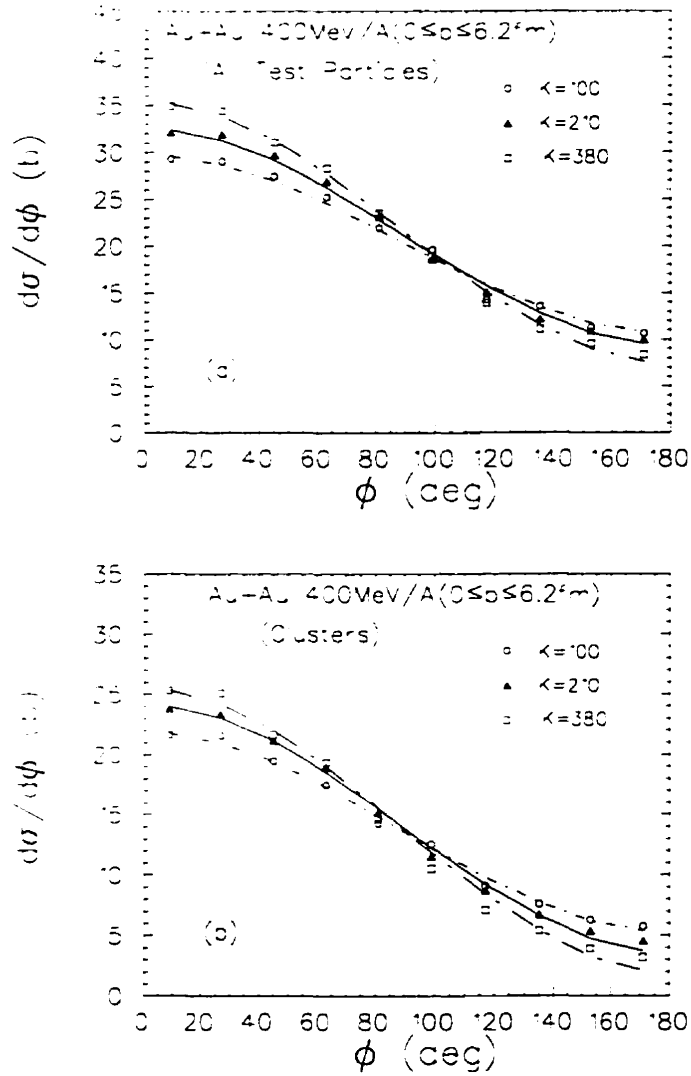 45
40
35
30
25
20
15
10
5
0
dσ/dϕ (b)
Au-Au 400MeV/A(0≤b≤6.2fm)
(All Test Particles)
K=100
K=210
K=380
(a)
0 20 40 60 80 100 120 140 160 180
ϕ (deg)
35
30
25
20
15
10
5
0
dσ/dϕ (b)
Au-Au 400MeV/A(0≤b≤6.2fm)
(Clusters)
K=100
K=210
K=380
(b)
0 20 40 60 80 100 120 140 160 180
ϕ (deg)